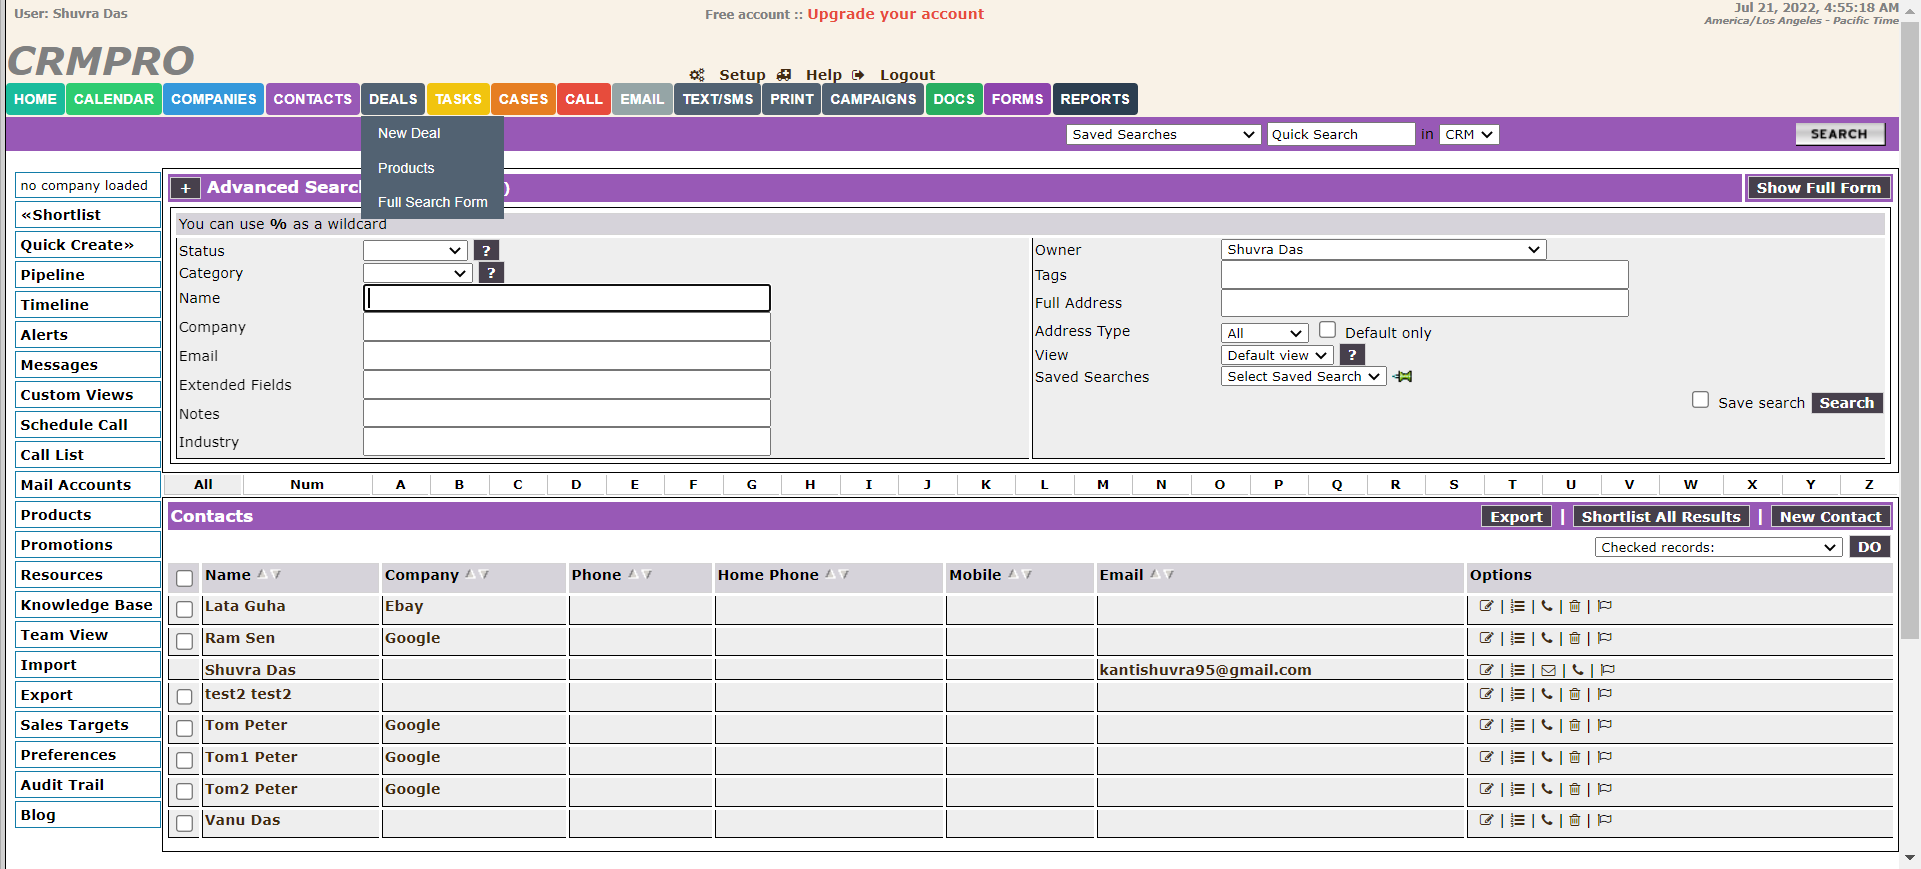 User: Shuvra Das
Free account :: Upgrade your account
Jul 21, 2022, 4:55:18 AM
America/Los Angeles - Pacific Time
CRMPRO
Setup Help Logout
HOME CALENDAR COMPANIES CONTACTS DEALS TASKS CASES CALL EMAIL TEXT/SMS PRINT CAMPAIGNS DOCS FORMS REPORTS
New Deal
Products
Full Search Form
Saved Searches Quick Search in CRM SEARCH
no company loaded
«Shortlist
Quick Create»
Pipeline
Timeline
Alerts
Messages
Custom Views
Schedule Call
Call List
Mail Accounts
Products
Promotions
Resources
Knowledge Base
Team View
Import
Export
Sales Targets
Preferences
Audit Trail
Blog
+ Advanced Searc ) Show Full Form
You can use % as a wildcard
Status ?
Category ?
Name
Company
Email
Extended Fields
Notes
Industry
Owner Shuvra Das
Tags
Full Address
Address Type All Default only
View Default view ?
Saved Searches Select Saved Search
Save search Search
All Num A B C D E F G H I J K L M N O P Q R S T U V W X Y Z
Contacts Export | Shortlist All Results | New Contact
Checked records: DO
Name Company Phone Home Phone Mobile Email Options
Lata Guha Ebay
Ram Sen Google
Shuvra Das kantishuvra95@gmail.com
test2 test2
Tom Peter Google
Tom1 Peter Google
Tom2 Peter Google
Vanu Das